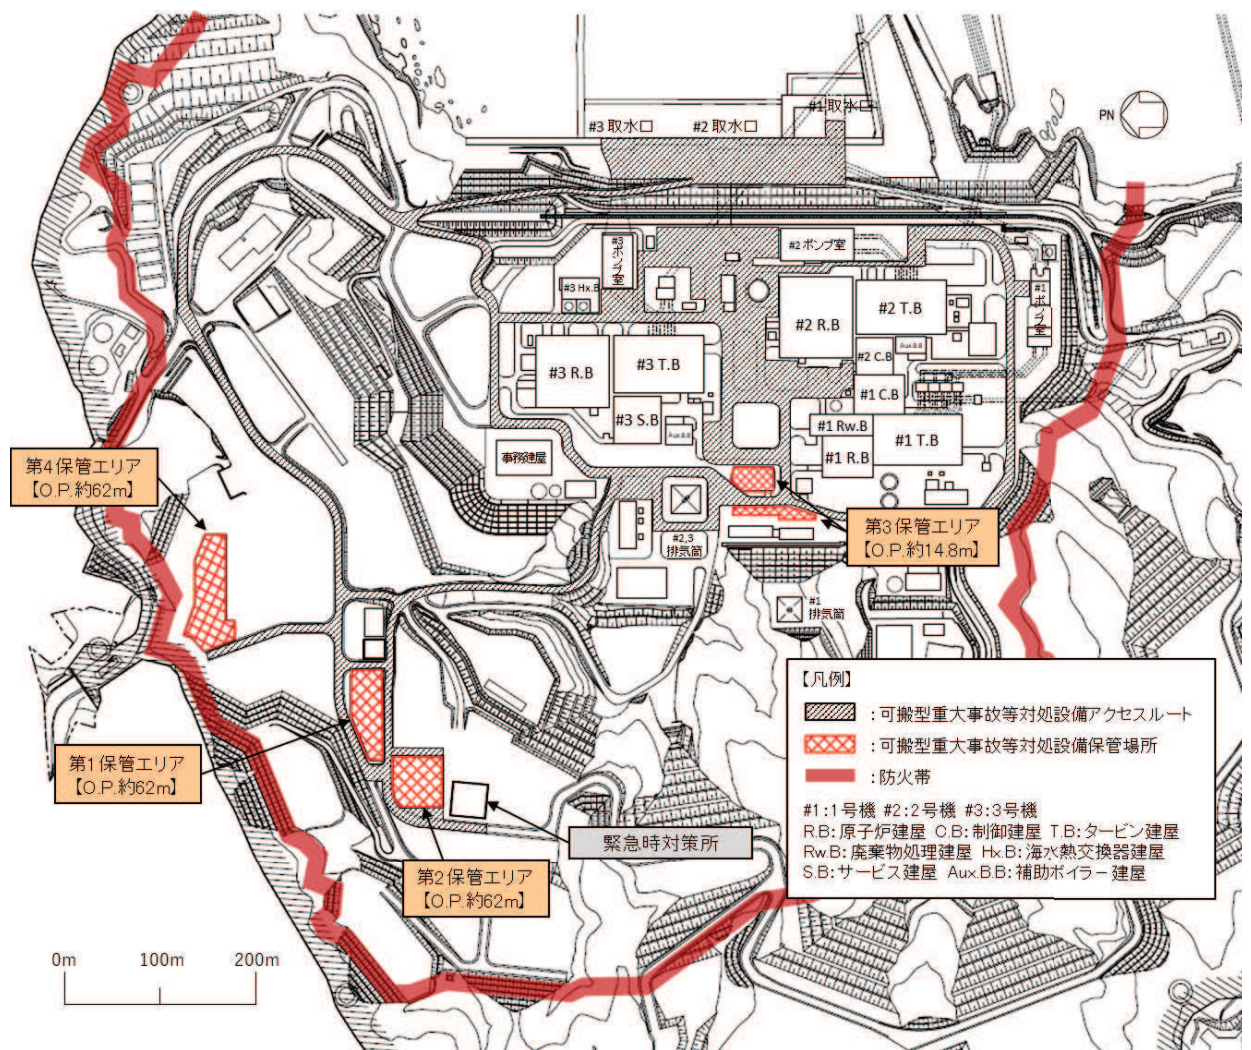 #1 取水口
#3 取水口
#2 取水口
PN
#3 ポンプ室
#2 ポンプ室
#3 Hx.B
#1 ポンプ室
#2 R.B
#2 T.B
Aux.B.B
#2 C.B
#3 R.B
#3 T.B
#1 C.B
#3 S.B
Aux.B.B
#1 Rw.B
#1 T.B
#1 R.B
事務建屋
第4保管エリア
【O.P.約62m】
第3保管エリア
【O.P.約14.8m】
#2,3
排気筒
#1
排気筒
【凡例】
:可搬型重大事故等対処設備アクセスルート
:可搬型重大事故等対処設備保管場所
:防火帯
#1:1号機 #2:2号機 #3:3号機
R.B:原子炉建屋 C.B:制御建屋 T.B:タービン建屋
Rw.B:廃棄物処理建屋 Hx.B:海水熱交換器建屋
S.B:サービス建屋 Aux.B.B:補助ボイラー建屋
第1保管エリア
【O.P.約62m】
緊急時対策所
第2保管エリア
【O.P.約62m】
0m 100m 200m